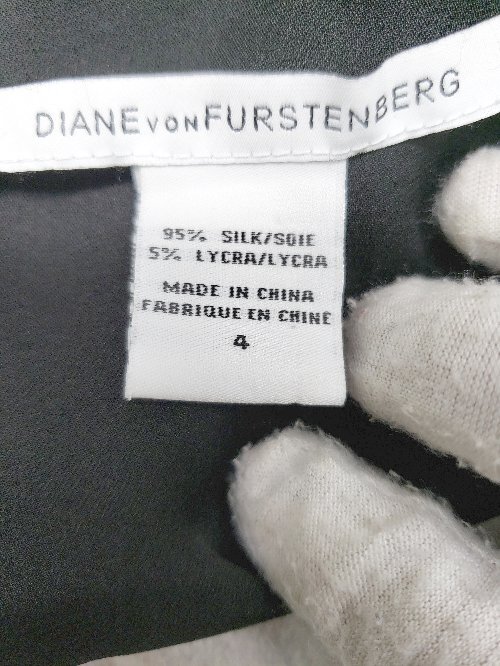 DIANE VON FURSTENBERG
95% SILK/SOIE
5% LYCRA/LYCRA
MADE IN CHINA
FABRIQUE EN CHINE
4